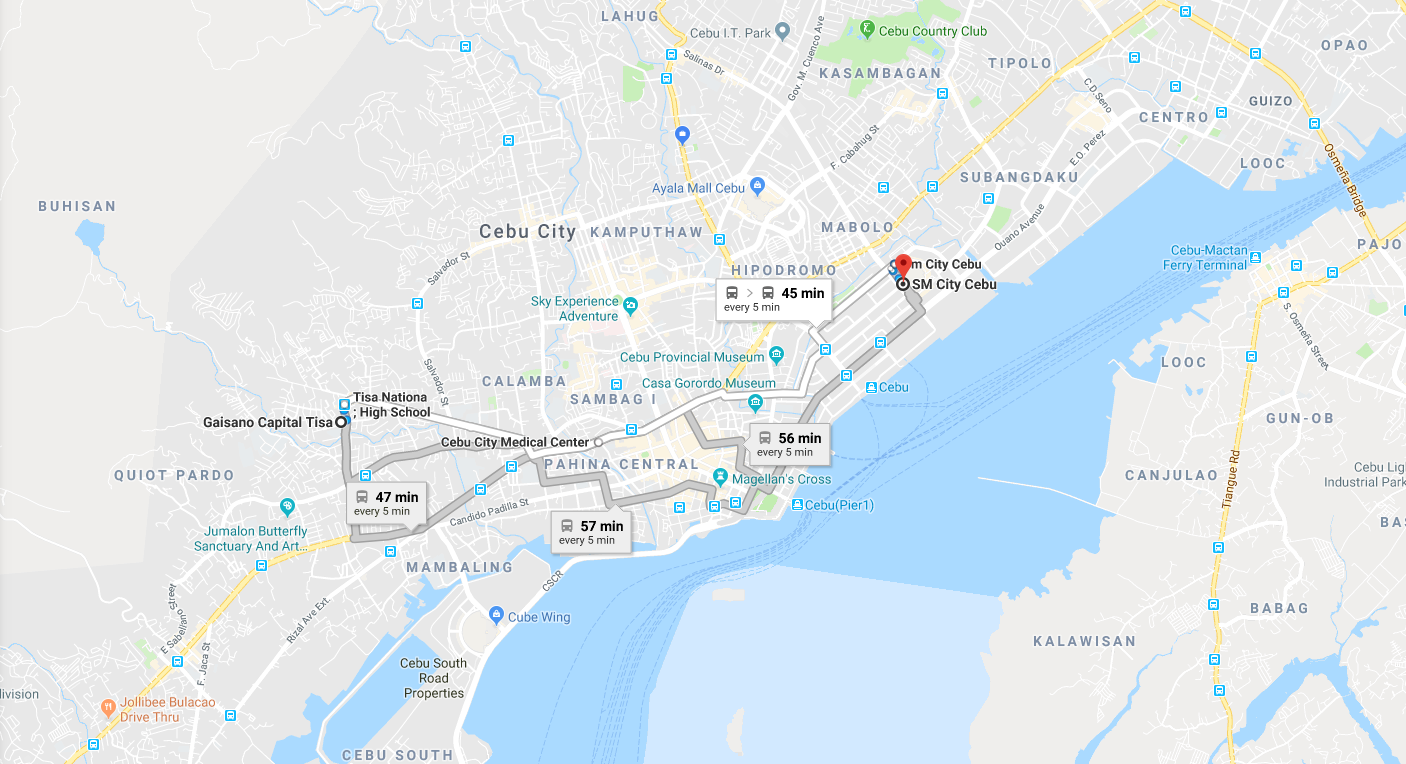 LAHUG
Cebu I.T. Park
Salinas Dr
Gov. M. Cuenco Ave
Cebu Country Club
KASAMBAGAN
TIPOLO
OPAO
GUIZO
C.D. Seno
CENTRO
F. Cabahug St
E.O. Perez
LOOC
Osmeña Bridge
SUBANGDAKU
Ayala Mall Cebu
BUHISAN
Ouano Avenue
MABOLO
Cebu City
KAMPUTHAW
PAJO
Cebu-Mactan
Ferry Terminal
Salvador St
HIPODROMO
m City Cebu
SM City Cebu
45 min
every 5 min
Sky Experience
Adventure
S. Osmeña Street
Cebu Provincial Museum
LOOC
Salvador St
CALAMBA
Casa Gorordo Museum
Cebu
SAMBAG I
Tisa Nationa
; High School
Gaisano Capital Tisa
GUN-OB
Cebu City Medical Center
56 min
every 5 min
PAHINA CENTRAL
QUIOT PARDO
Magellan's Cross
CANJULAO
Tiangue Rd
Cebu Ligh
Industrial Park
47 min
every 5 min
Cebu(Pier1)
Candido Padilla St
57 min
every 5 min
BAS
Jumalon Butterfly
Sanctuary And Art...
MAMBALING
CSCR
E Sabellano Street
Rizal Ave Ext.
BABAG
Cube Wing
KALAWISAN
F. Jaca St
Cebu South
Road
Properties
division
Jollibee Bulacao
Drive Thru
CEBU SOUTH